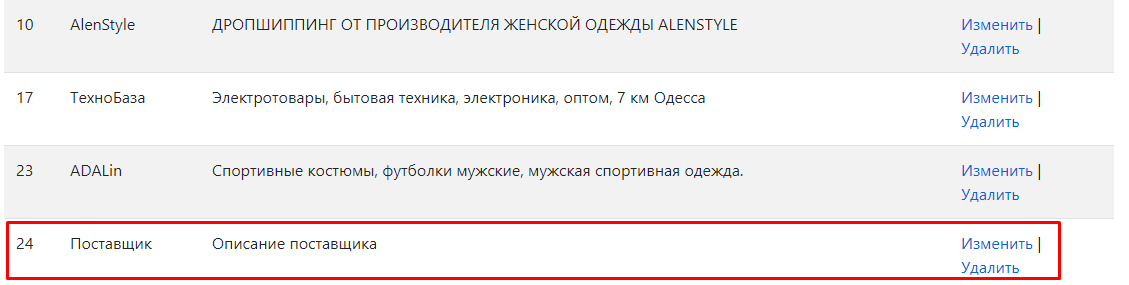 10 AlenStyle ДРОПШИППИНГ ОТ ПРОИЗВОДИТЕЛЯ ЖЕНСКОЙ ОДЕЖДЫ ALENSTYLE Изменить |
Удалить
17 ТехноБаза Электротовары, бытовая техника, электроника, оптом, 7 км Одесса Изменить |
Удалить
23 ADALin Спортивные костюмы, футболки мужские, мужская спортивная одежда. Изменить |
Удалить
24 Поставщик Описание поставщика Изменить |
Удалить